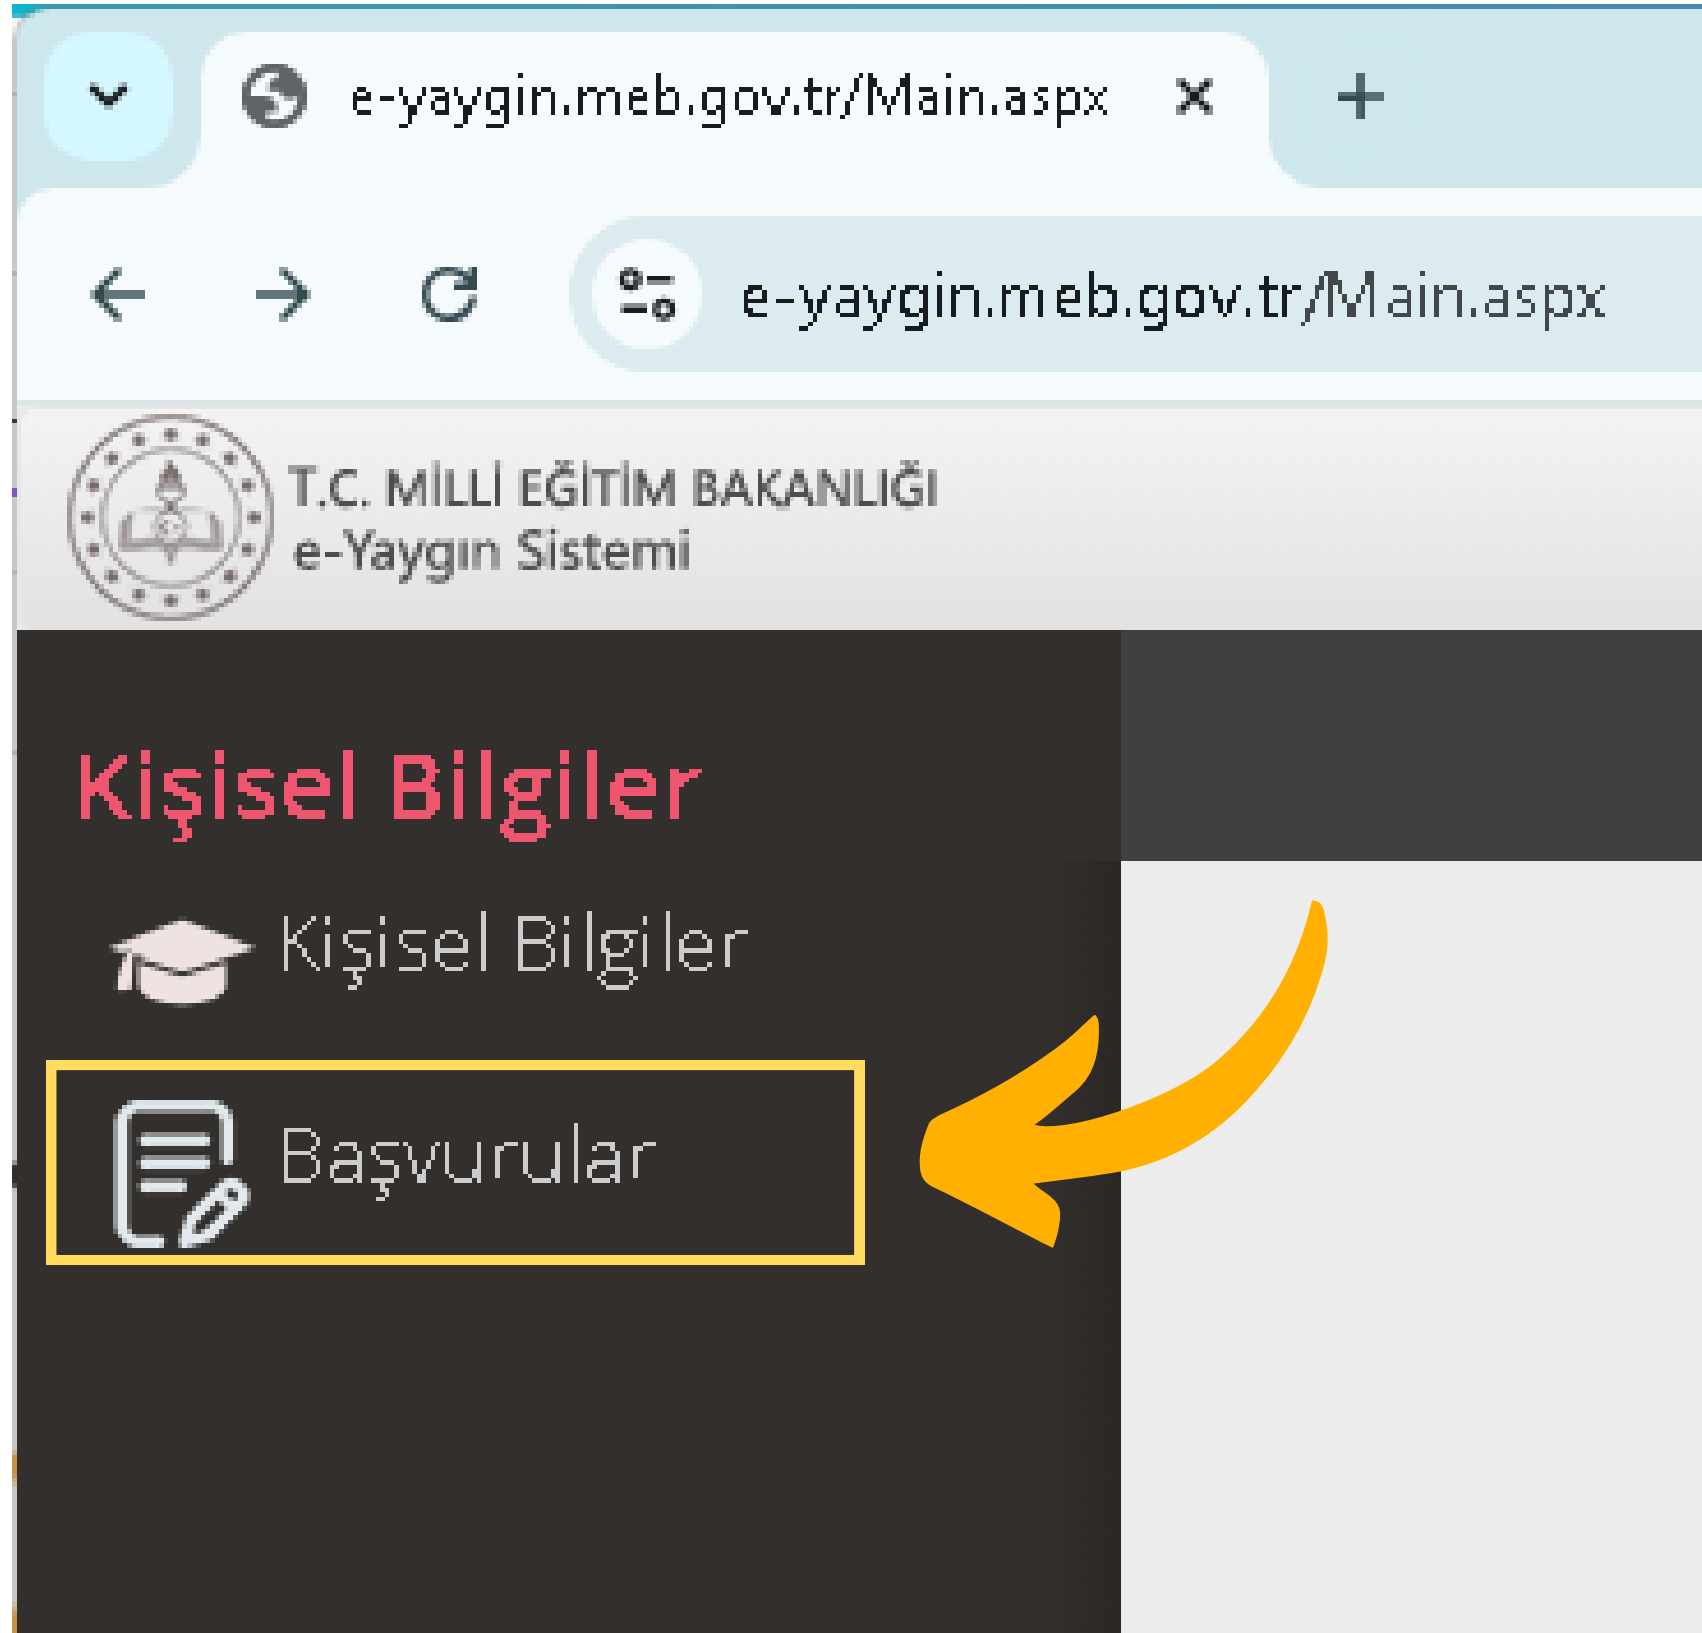 e-yaygin.meb.gov.tr/Main.aspx
e-yaygin.meb.gov.tr/Main.aspx
T.C. MİLLİ EĞİTİM BAKANLIĞI
e-Yaygın Sistemi
Kişisel Bilgiler
Kişisel Bilgiler
Başvurular